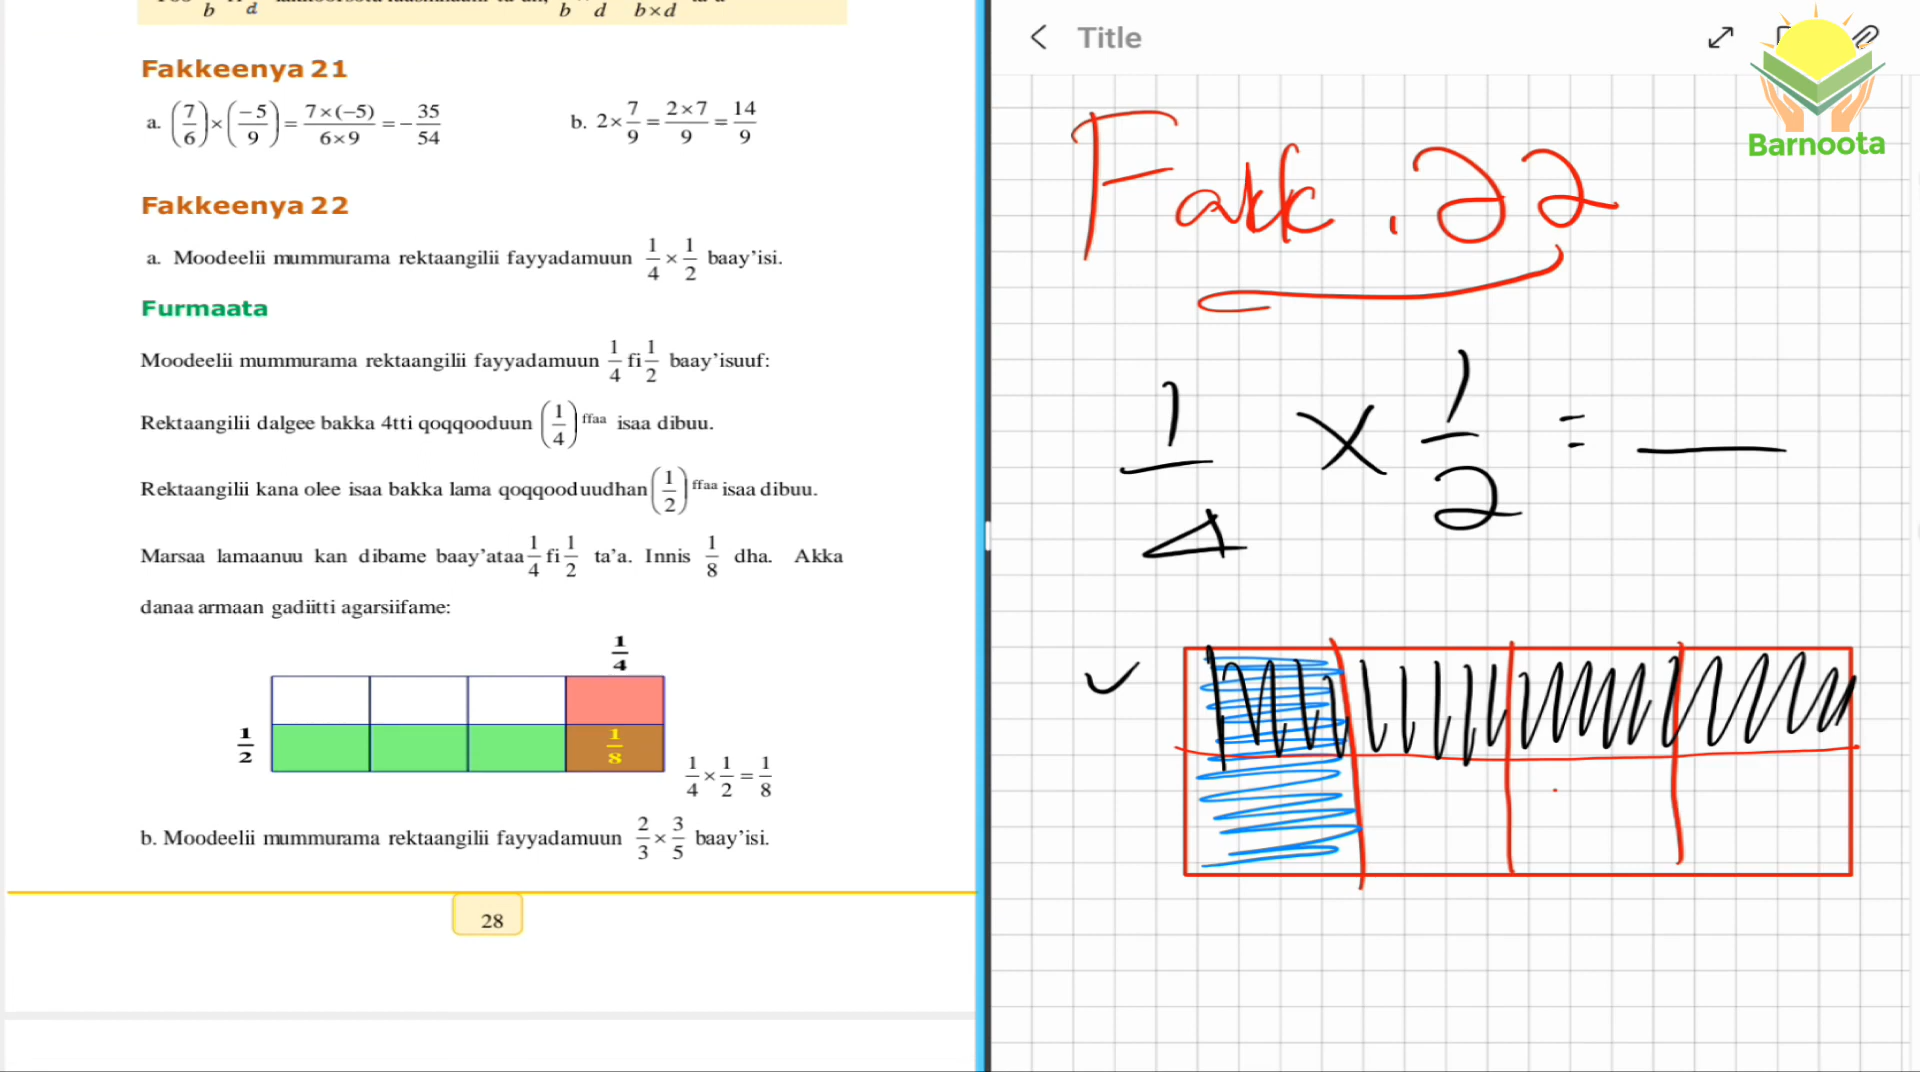 b d b d b×d
Fakkeenya 21
a. (7/6)×(−5/9)=7×(−5)/6×9=−35/54
b. 2×7/9=2×7/9=14/9
Fakkeenya 22
a. Moodeelii mummurama rektaangilii fayyadamuun 1/4×1/2 baay'isi.
Furmaata
Moodeelii mummurama rektaangilii fayyadamuun 1/4 fi 1/2 baay'isuuf:
Rektaangilii dalgee bakka 4tti qoqqooduun (1/4)ffaa isaa dibuu.
Rektaangilii kana olee isaa bakka lama qoqqooduudhan (1/2)ffaa isaa dibuu.
Marsaa lamaanuu kan dibame baay'ataa 1/4 fi 1/2 ta'a. Innis 1/8 dha. Akka
danaa armaan gadiitti agarsiifame:
1/4
1/2
1/8
1/4×1/2=1/8
b. Moodeelii mummurama rektaangilii fayyadamuun 2/3×3/5 baay'isi.
28
Title
Barnoota
Fakk. 22
1/4 × 1/2 =